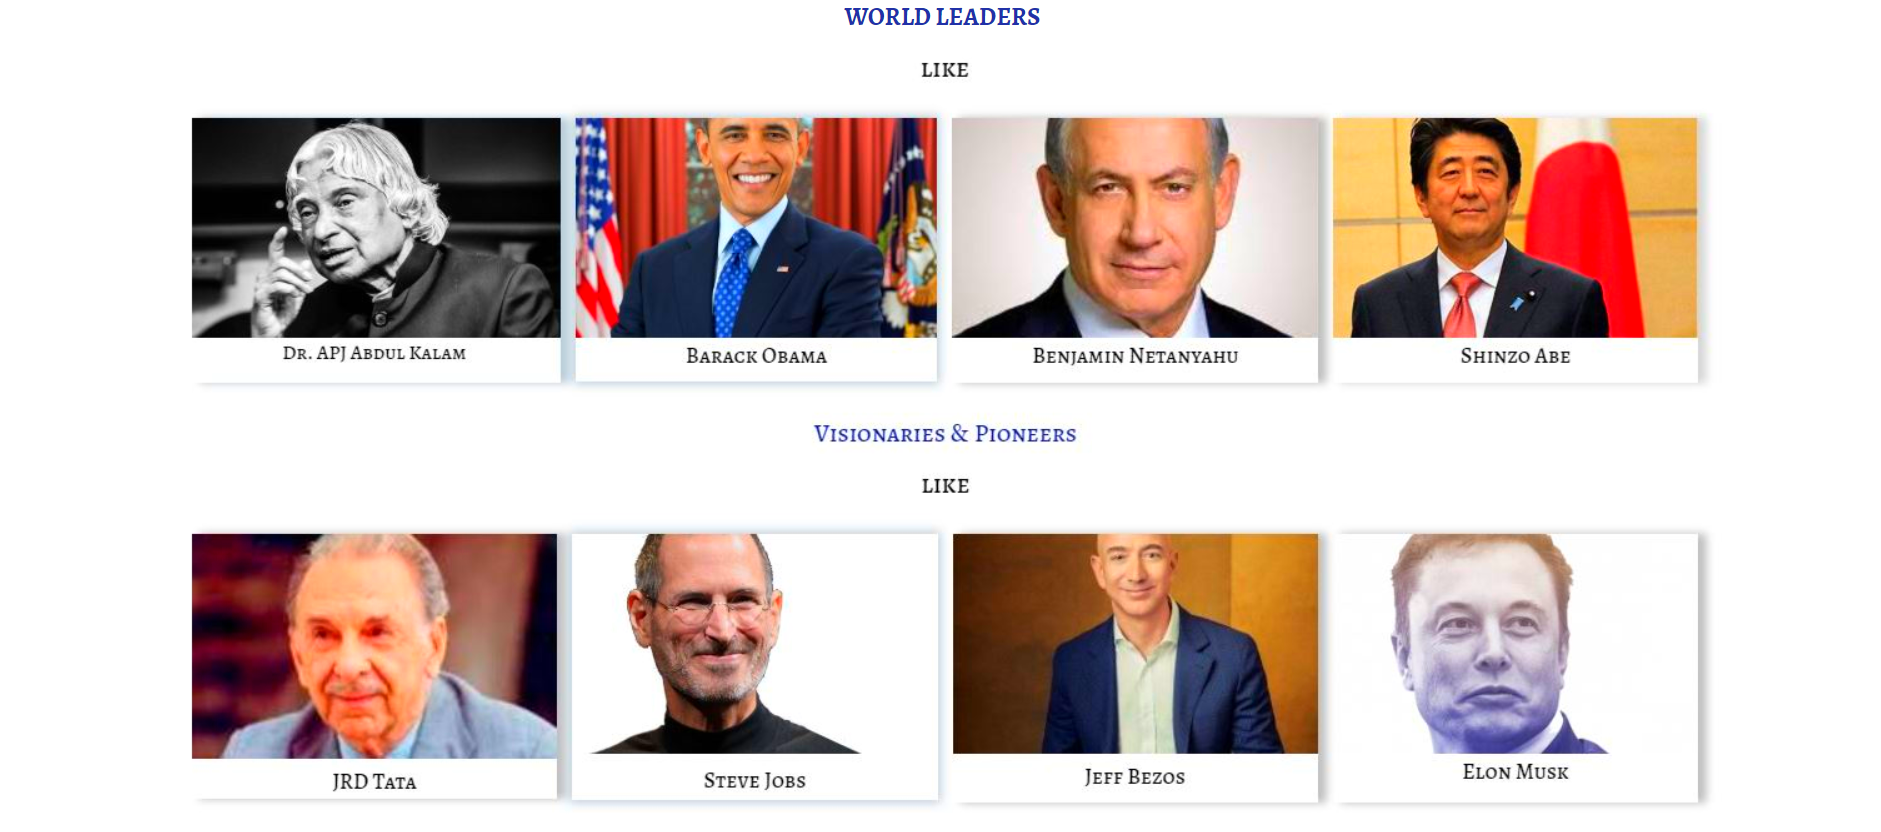 WORLD LEADERS
LIKE
Dr. APJ Abdul Kalam
Barack Obama
Benjamin Netanyahu
Shinzo Abe
Visionaries & Pioneers
LIKE
JRD Tata
Steve Jobs
Jeff Bezos
Elon Musk